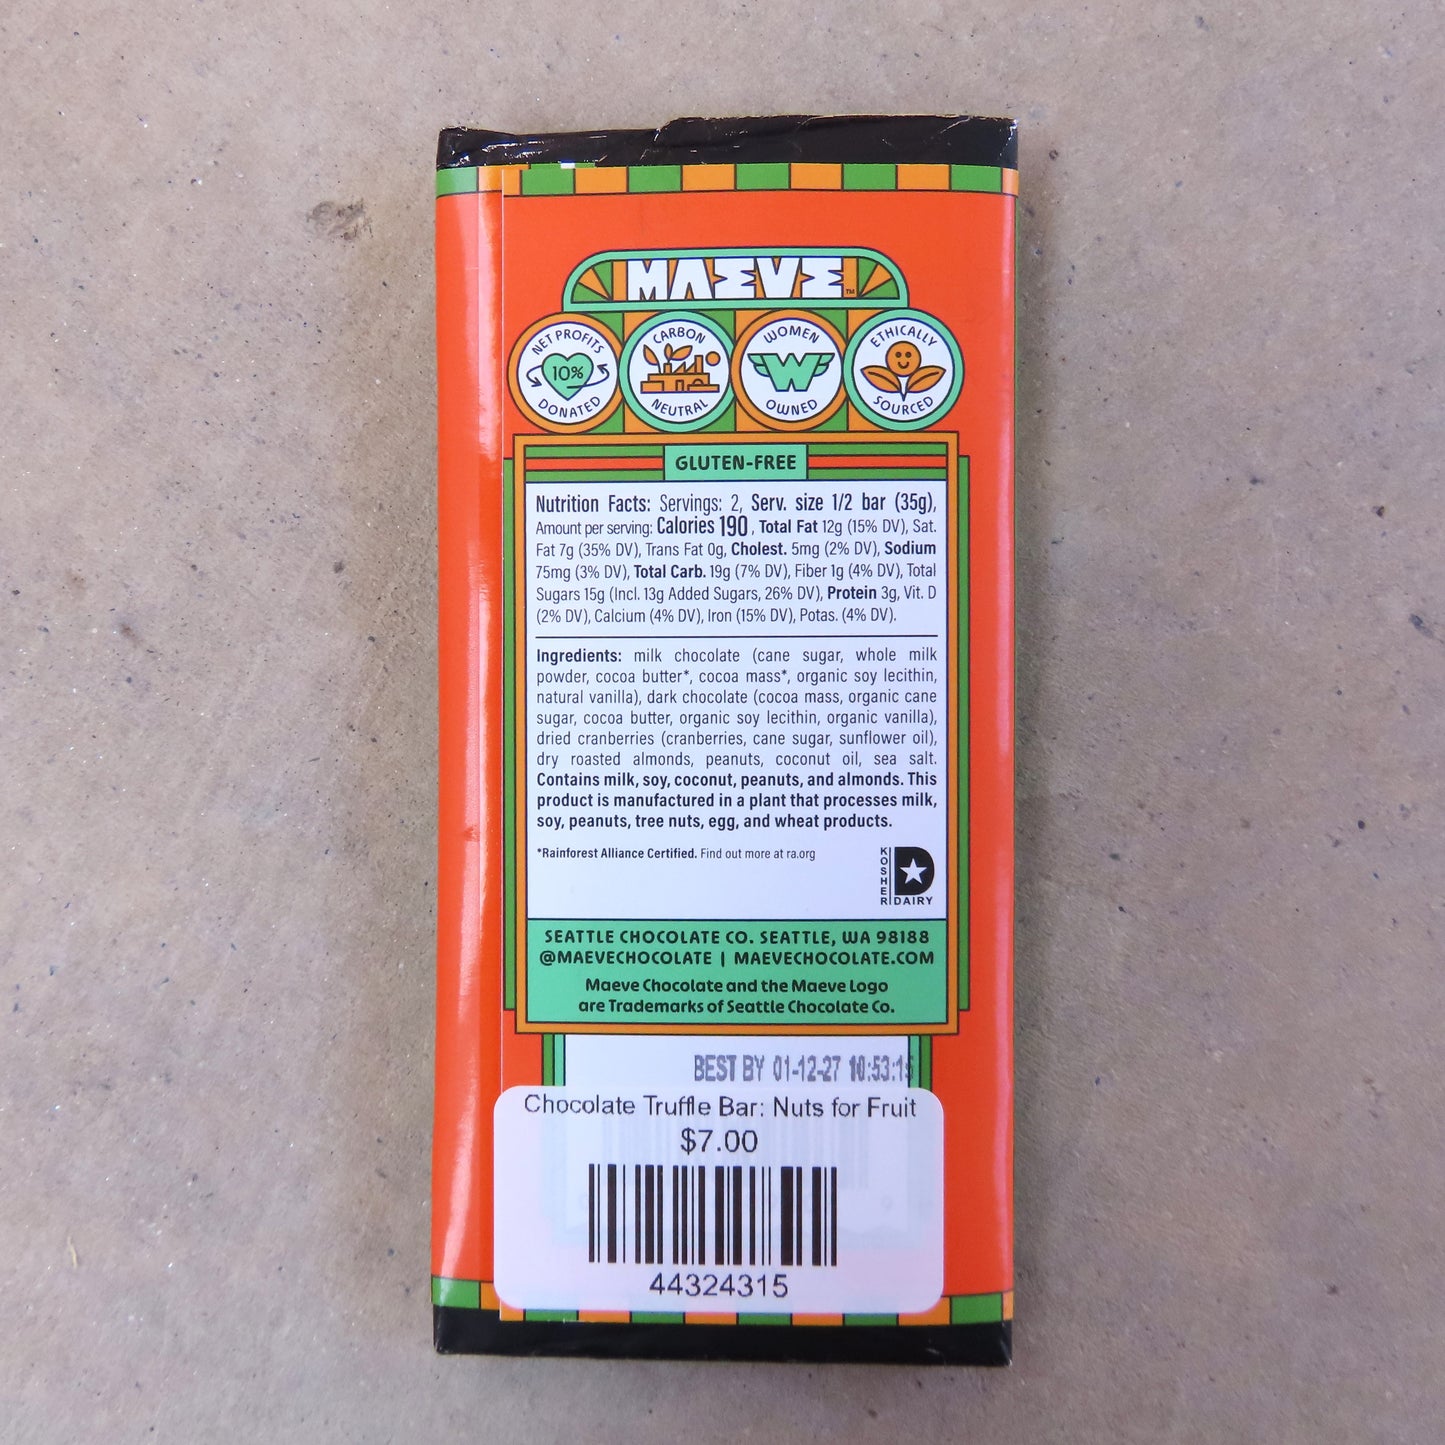 MAEVE™
NET PROFITS
10%
DONATED
CARBON
NEUTRAL
WOMEN
W
OWNED
ETHICALLY
SOURCED
GLUTEN-FREE
Nutrition Facts: Servings: 2, Serv. size 1/2 bar (35g),
Amount per serving: Calories 190, Total Fat 12g (15% DV), Sat.
Fat 7g (35% DV), Trans Fat 0g, Cholest. 5mg (2% DV), Sodium
75mg (3% DV), Total Carb. 19g (7% DV), Fiber 1g (4% DV), Total
Sugars 15g (Incl. 13g Added Sugars, 26% DV), Protein 3g, Vit. D
(2% DV), Calcium (4% DV), Iron (15% DV), Potas. (4% DV).
Ingredients: milk chocolate (cane sugar, whole milk
powder, cocoa butter*, cocoa mass*, organic soy lecithin,
natural vanilla), dark chocolate (cocoa mass, organic cane
sugar, cocoa butter, organic soy lecithin, organic vanilla),
dried cranberries (cranberries, cane sugar, sunflower oil),
dry roasted almonds, peanuts, coconut oil, sea salt.
Contains milk, soy, coconut, peanuts, and almonds. This
product is manufactured in a plant that processes milk,
soy, peanuts, tree nuts, egg, and wheat products.
*Rainforest Alliance Certified. Find out more at ra.org
KOSHER
D
DAIRY
SEATTLE CHOCOLATE CO. SEATTLE, WA 98188
@MAEVECHOCOLATE | MAEVECHOCOLATE.COM
Maeve Chocolate and the Maeve Logo
are Trademarks of Seattle Chocolate Co.
BEST BY 01-12-27 10:53:15
Chocolate Truffle Bar: Nuts for Fruit
$7.00
44324315